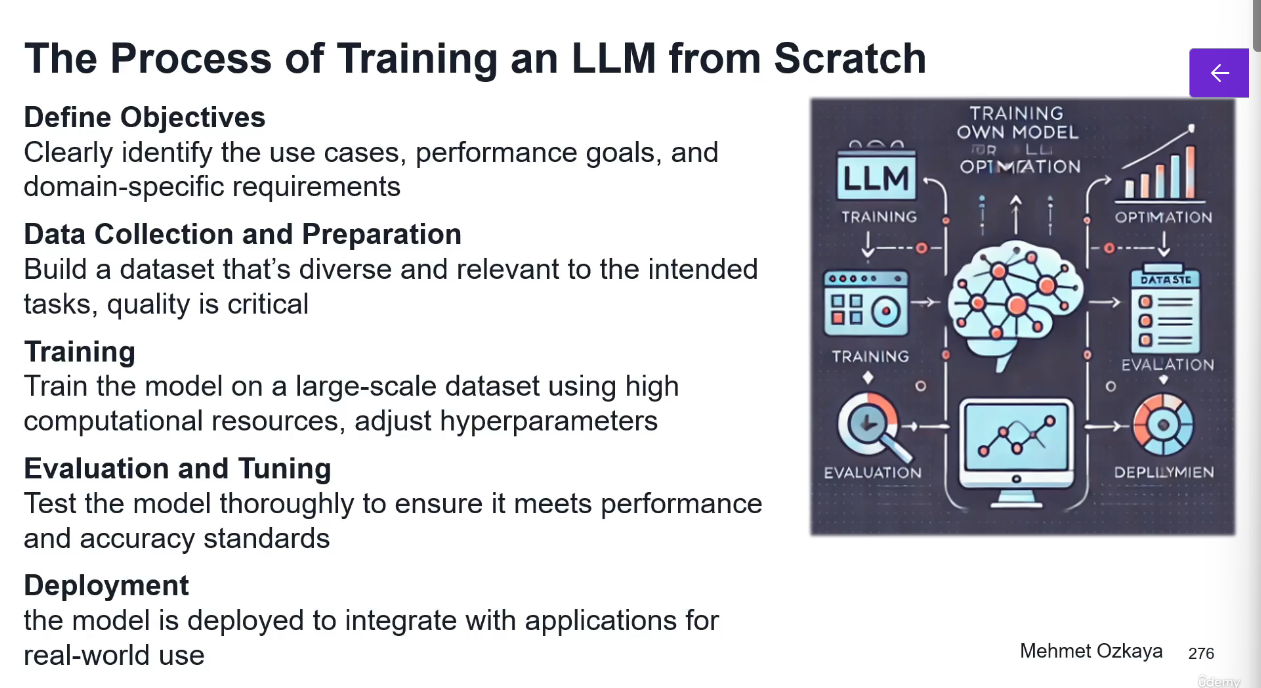 The Process of Training an LLM from Scratch
Define Objectives
Clearly identify the use cases, performance goals, and
domain-specific requirements
Data Collection and Preparation
Build a dataset that’s diverse and relevant to the intended
tasks, quality is critical
Training
Train the model on a large-scale dataset using high
computational resources, adjust hyperparameters
Evaluation and Tuning
Test the model thoroughly to ensure it meets performance
and accuracy standards
Deployment
the model is deployed to integrate with applications for
real-world use
TRAINING
OWN MODEL
LLM
TRAINING
OPTIMATION
DATASTE
TRAINING
EVALATION
EVALUATION
DEPLLYMIEN
Mehmet Ozkaya
276
ûdemy